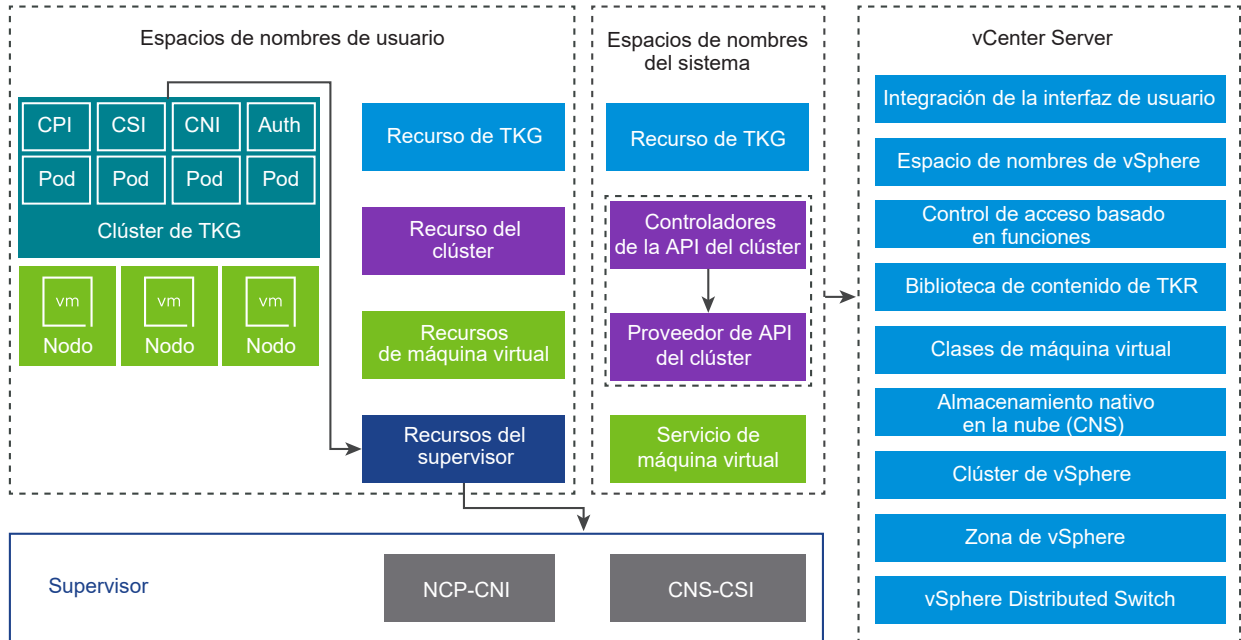 Espacios de nombres de usuario
CPI
CSI
CNI
Auth
Pod
Pod
Pod
Pod
Clúster de TKG
vm
vm
vm
Nodo
Nodo
Nodo
Recurso de TKG
Recurso del
clúster
Recursos
de máquina virtual
Recursos del
supervisor
Espacios de nombres
del sistema
Recurso de TKG
Controladores
de la API del clúster
Proveedor de API
del clúster
Servicio de
máquina virtual
vCenter Server
Integración de la interfaz de usuario
Espacio de nombres de vSphere
Control de acceso basado
en funciones
Biblioteca de contenido de TKR
Clases de máquina virtual
Almacenamiento nativo
en la nube (CNS)
Clúster de vSphere
Zona de vSphere
vSphere Distributed Switch
Supervisor
NCP-CNI
CNS-CSI